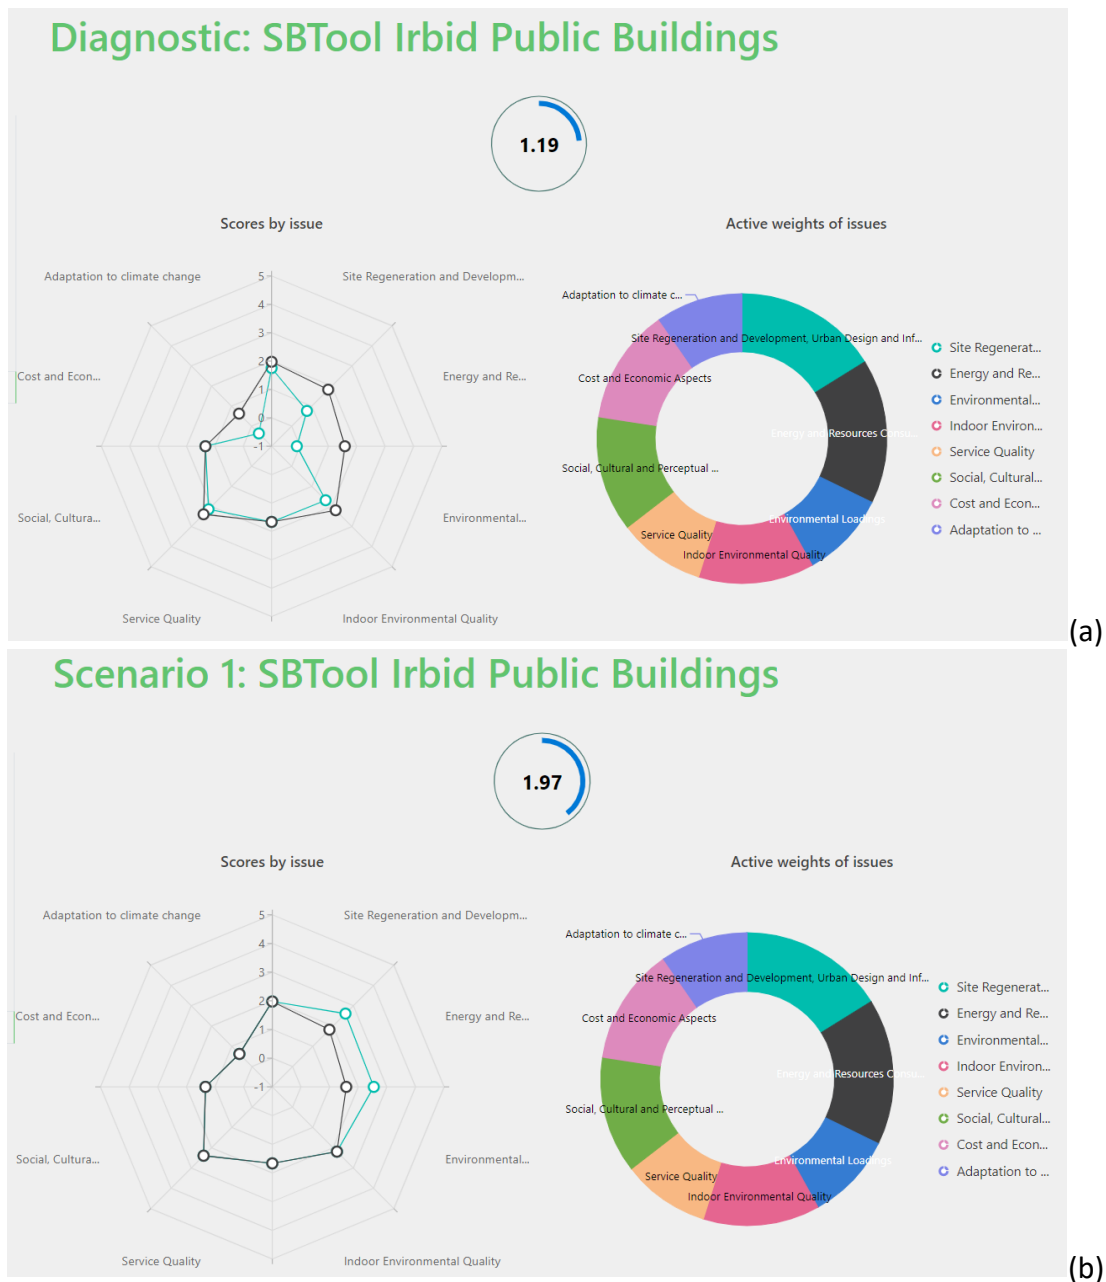 Diagnostic: SBTool Irbid Public Buildings
1.19
Scores by issue
Active weights of issues
Adaptation to climate change
5
Site Regeneration and Developm...
4
3
2
1
0
-1
Cost and Econ...
Energy and Re...
Social, Cultura...
Environmental...
Service Quality
Indoor Environmental Quality
Adaptation to climate c...
Site Regeneration and Development, Urban Design and Inf...
Cost and Economic Aspects
Energy and Resources Consu...
Social, Cultural and Perceptual ...
Environmental Loadings
Service Quality
Indoor Environmental Quality
Site Regenerat...
Energy and Re...
Environmental...
Indoor Environ...
Service Quality
Social, Cultural...
Cost and Econ...
Adaptation to ...
(a)
Scenario 1: SBTool Irbid Public Buildings
1.97
Scores by issue
Active weights of issues
Adaptation to climate change
5
Site Regeneration and Developm...
4
3
2
1
0
-1
Cost and Econ...
Energy and Re...
Social, Cultura...
Environmental...
Service Quality
Indoor Environmental Quality
Adaptation to climate c...
Site Regeneration and Development, Urban Design and Inf...
Cost and Economic Aspects
Energy and Resources Consu...
Social, Cultural and Perceptual ...
Environmental Loadings
Service Quality
Indoor Environmental Quality
Site Regenerat...
Energy and Re...
Environmental...
Indoor Environ...
Service Quality
Social, Cultural...
Cost and Econ...
Adaptation to ...
(b)